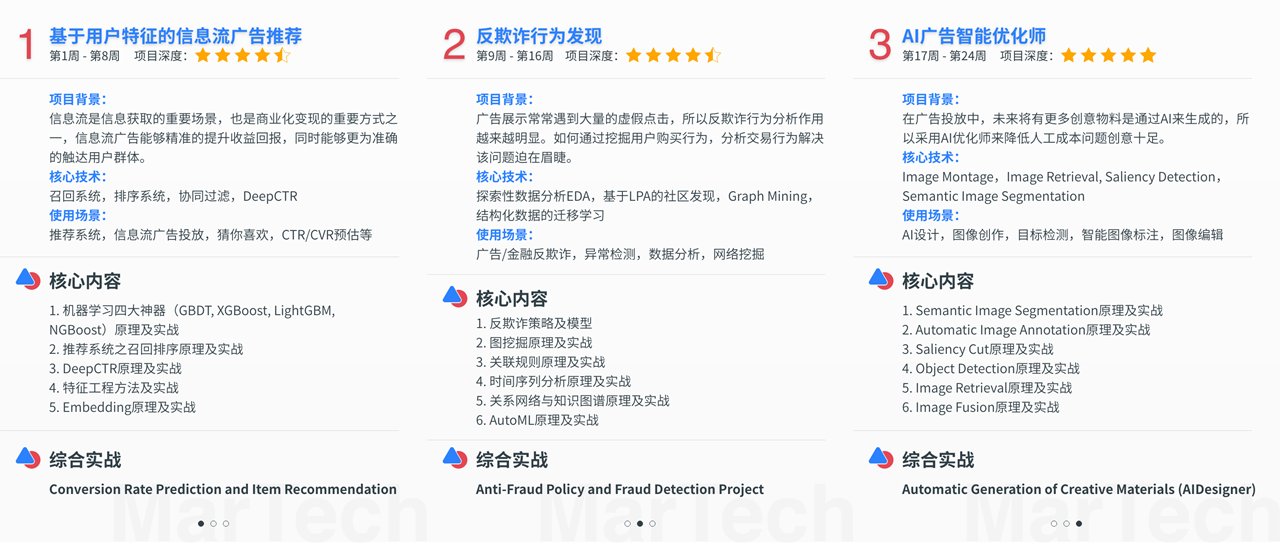 1
基于用户特征的信息流广告推荐
第1周 - 第8周 项目深度：
项目背景：
信息流是信息获取的重要场景，也是商业化变现的重要方式之
一，信息流广告能够精准的提升收益回报，同时能够更为准确
的触达用户群体。
核心技术：
召回系统，排序系统，协同过滤，DeepCTR
使用场景：
推荐系统，信息流广告投放，猜你喜欢，CTR/CVR预估等
核心内容
1. 机器学习四大神器（GBDT, XGBoost, LightGBM,
NGBoost）原理及实战
2. 推荐系统之召回排序原理及实战
3. DeepCTR原理及实战
4. 特征工程方法及实战
5. Embedding原理及实战
综合实战
Conversion Rate Prediction and Item Recommendation
MarTech
2
反欺诈行为发现
第9周 - 第16周 项目深度：
项目背景：
广告展示常常遇到大量的虚假点击，所以反欺诈行为分析作用
越来越明显。如何通过挖掘用户购买行为，分析交易行为解决
该问题迫在眉睫。
核心技术：
探索性数据分析EDA，基于LPA的社区发现，Graph Mining，
结构化数据的迁移学习
使用场景：
广告/金融反欺诈，异常检测，数据分析，网络挖掘
核心内容
1. 反欺诈策略及模型
2. 图挖掘原理及实战
3. 关联规则原理及实战
4. 时间序列分析原理及实战
5. 关系网络与知识图谱原理及实战
6. AutoML原理及实战
综合实战
Anti-Fraud Policy and Fraud Detection Project
MarTech
3
AI广告智能优化师
第17周 - 第24周 项目深度：
项目背景：
在广告投放中，未来将有更多创意物料是通过AI来生成的，所
以采用AI优化师来降低人工成本问题创意十足。
核心技术：
Image Montage，Image Retrieval, Saliency Detection，
Semantic Image Segmentation
使用场景：
AI设计，图像创作，目标检测，智能图像标注，图像编辑
核心内容
1. Semantic Image Segmentation原理及实战
2. Automatic Image Annotation原理及实战
3. Saliency Cut原理及实战
4. Object Detection原理及实战
5. Image Retrieval原理及实战
6. Image Fusion原理及实战
综合实战
Automatic Generation of Creative Materials (AIDesigner)
MarTech